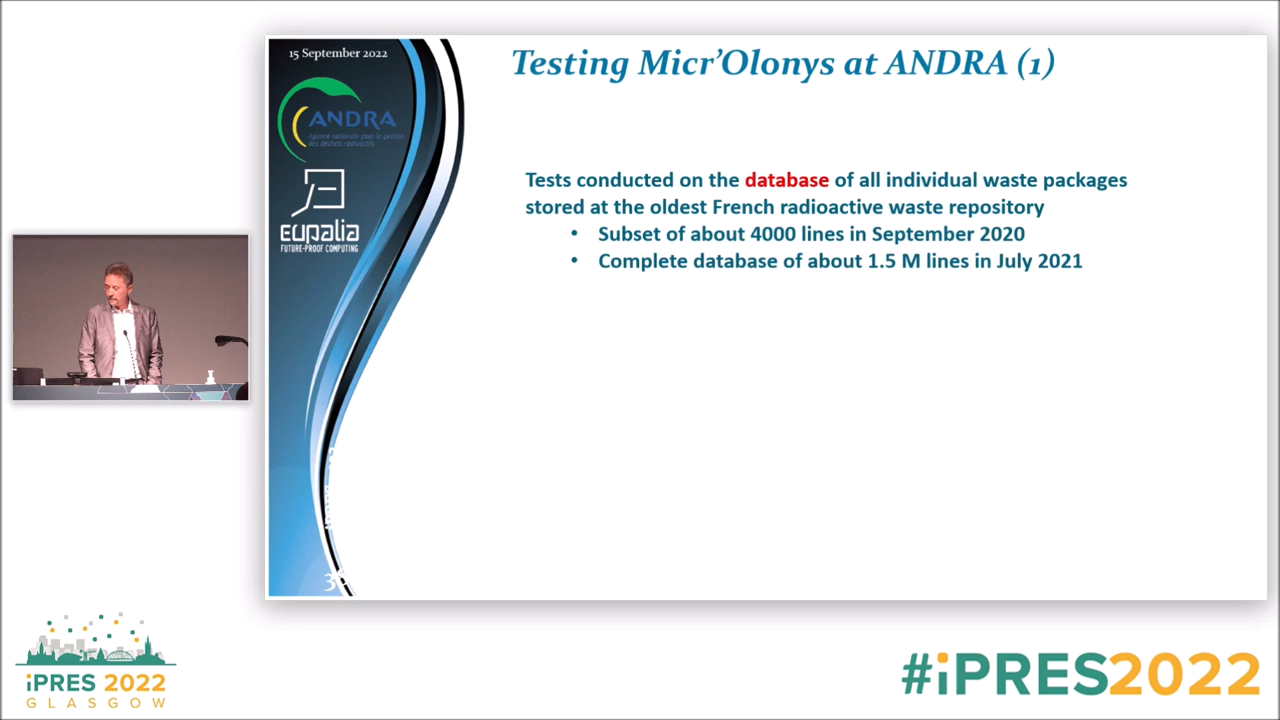 15 September 2022
ANDRA
Agence nationale pour la gestion
des déchets radioactifs
Eupalia
FUTURE-PROOF COMPUTING
Testing Micr'Olonys at ANDRA (1)
Tests conducted on the database of all individual waste packages
stored at the oldest French radioactive waste repository
• Subset of about 4000 lines in September 2020
• Complete database of about 1.5 M lines in July 2021
iPRES 2022
GLASGOW
#iPRES2022